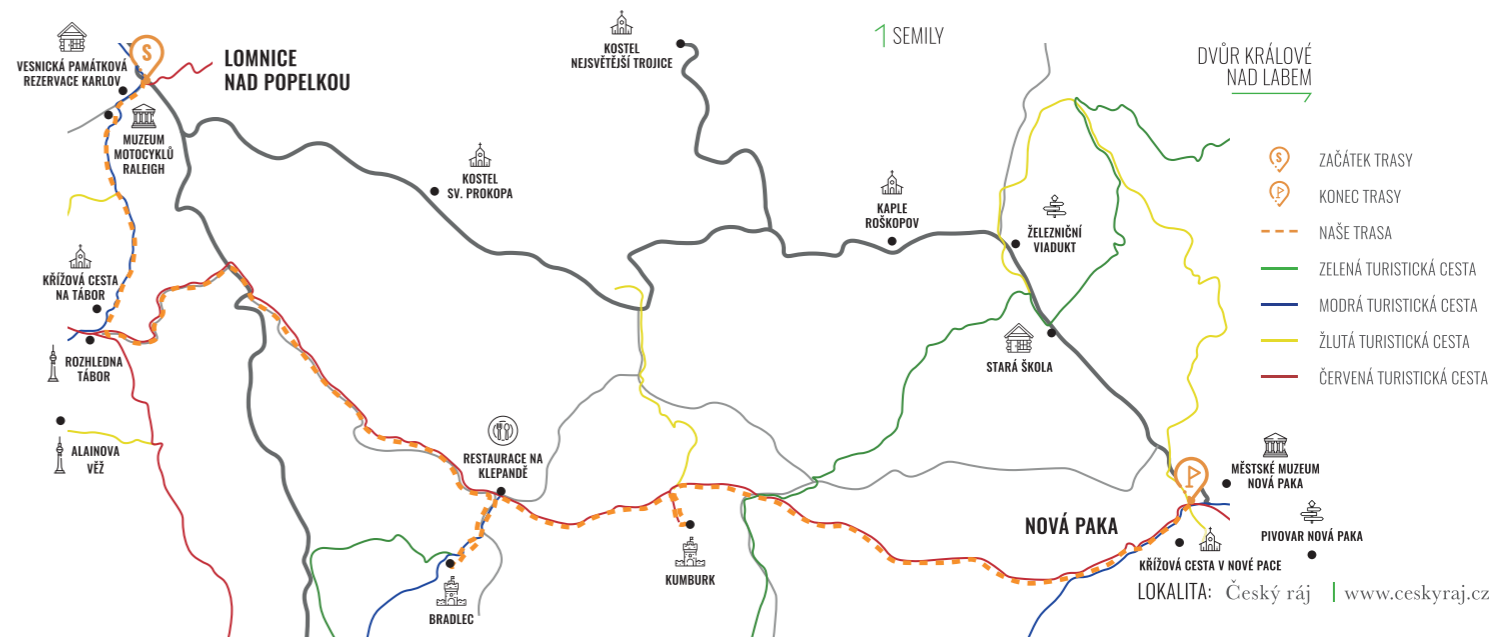 S
VESNICKÁ PAMÁTKOVÁ
REZERVACE KARLOV
LOMNICE
NAD POPELKOU
MUZEUM
MOTOCYKLŮ
RALEIGH
KOSTEL
NEJSVĚTĚJŠÍ TROJICE
1 SEMILY
DVŮR KRÁLOVÉ
NAD LABEM
KOSTEL
SV. PROKOPA
KAPLE
ROŠKOPOV
ŽELEZNIČNÍ
VIADUKT
S
ZAČÁTEK TRASY
P
KONEC TRASY
NAŠE TRASA
ZELENÁ TURISTICKÁ CESTA
MODRÁ TURISTICKÁ CESTA
ŽLUTÁ TURISTICKÁ CESTA
ČERVENÁ TURISTICKÁ CESTA
KŘÍŽOVÁ CESTA
NA TÁBOR
ROZHLEDNA
TÁBOR
STARÁ ŠKOLA
ALAINOVA
VĚŽ
RESTAURACE NA
KLEPANDĚ
P
MĚSTSKÉ MUZEUM
NOVÁ PAKA
NOVÁ PAKA
PIVOVAR NOVÁ PAKA
KŘÍŽOVÁ CESTA V NOVÉ PACE
KUMBURK
BRADLEC
LOKALITA: Český ráj | www.ceskyraj.cz